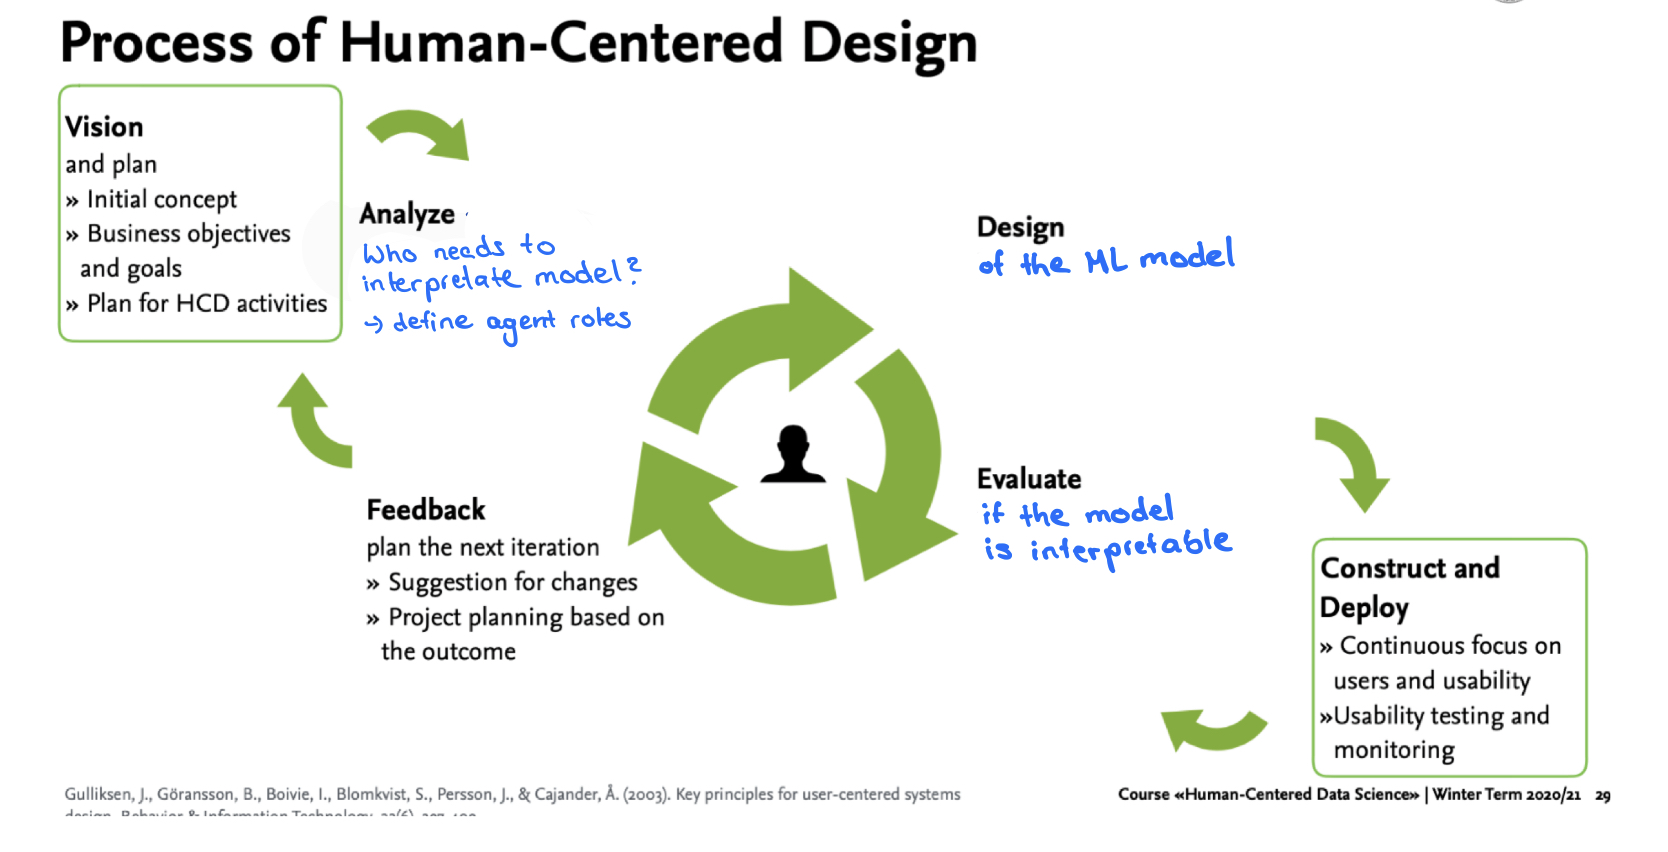 Process of Human-Centered Design
Vision
and plan
» Initial concept
» Business objectives
and goals
» Plan for HCD activities
Analyze
Who needs to
interpretate model?
→ define agent roles
Design
of the ML model
Feedback
plan the next iteration
» Suggestion for changes
» Project planning based on
the outcome
Evaluate
if the model
is interpretable
Construct and
Deploy
» Continuous focus on
users and usability
»Usability testing and
monitoring
Gulliksen, J., Göransson, B., Boivie, I., Blomkvist, S., Persson, J., & Cajander, Å. (2003). Key principles for user-centered systems
design. Behavior & Information Technology,
Course «Human-Centered Data Science» | Winter Term 2020/21 29